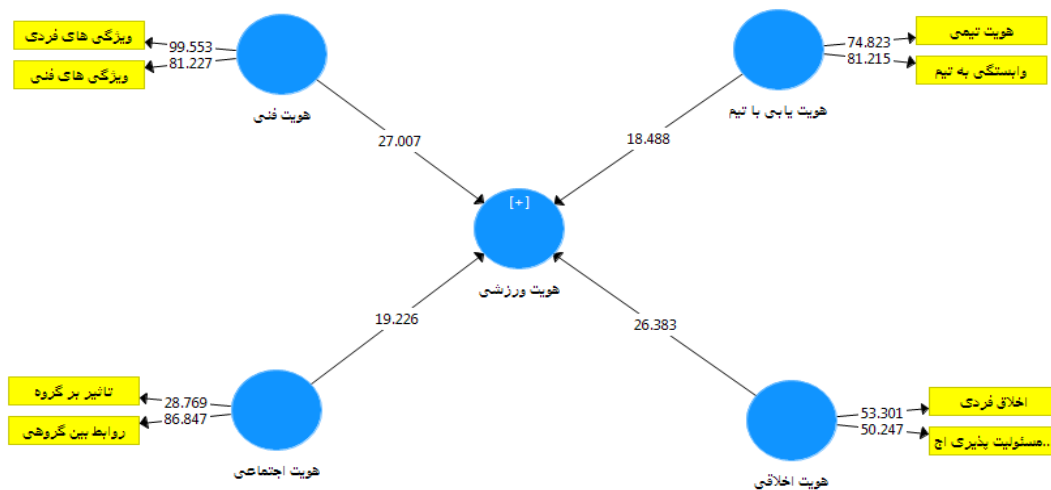 ویژگی های فردی
99.553
ویژگی های فنی
81.227
هویت فنی
هویت تیمی
74.823
وابستگی به تیم
81.215
هویت یابی با تیم
27.007
18.488
[+]
هویت ورزشی
19.226
26.383
تاثیر بر گروه
28.769
روابط بین گروهی
86.847
هویت اجتماعی
اخلاق فردی
53.301
مسئولیت پذیری اج...
50.247
هویت اخلاقی